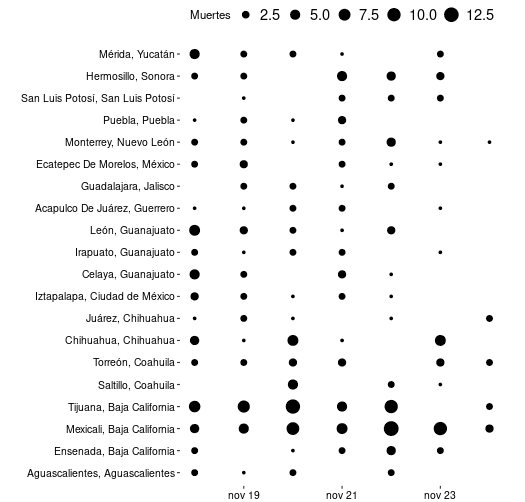 Muertes 2.5 5.0 7.5 10.0 12.5
Mérida, Yucatán
Hermosillo, Sonora
San Luis Potosí, San Luis Potosí
Puebla, Puebla
Monterrey, Nuevo León
Ecatepec De Morelos, México
Guadalajara, Jalisco
Acapulco De Juárez, Guerrero
León, Guanajuato
Irapuato, Guanajuato
Celaya, Guanajuato
Iztapalapa, Ciudad de México
Juárez, Chihuahua
Chihuahua, Chihuahua
Torreón, Coahuila
Saltillo, Coahuila
Tijuana, Baja California
Mexicali, Baja California
Ensenada, Baja California
Aguascalientes, Aguascalientes
nov 19 nov 21 nov 23